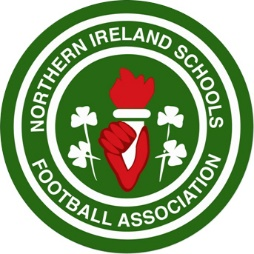 NORTHERN IRELAND SCHOOLS
FOOTBALL ASSOCIATION